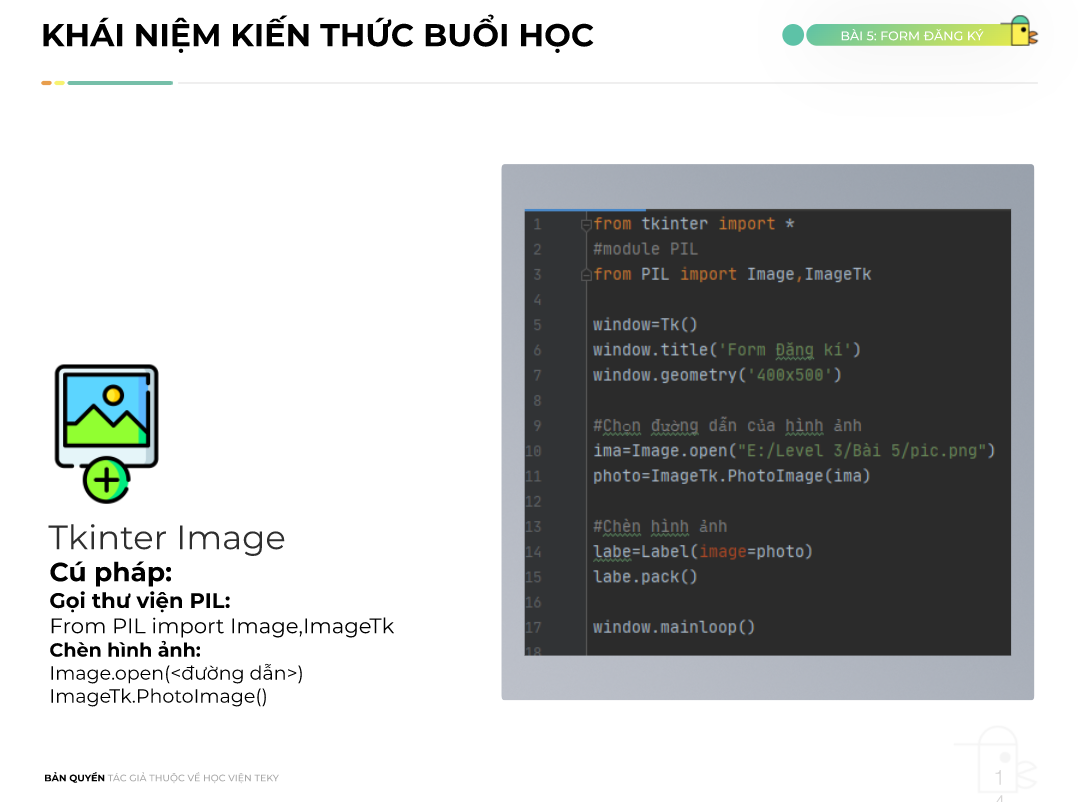 KHÁI NIỆM KIẾN THỨC BUỔI HỌC
BÀI 5: FORM ĐĂNG KÝ
Tkinter Image
Cú pháp:
Gọi thư viện PIL:
From PIL import Image,ImageTk
Chèn hình ảnh:
Image.open(<đường dẫn>)
ImageTk.PhotoImage()
1 from tkinter import *
2 #module PIL
3 from PIL import Image,ImageTk
4
5 window=Tk()
6 window.title('Form Đăng kí')
7 window.geometry('400x500')
8
9 #Chọn đường dẫn của hình ảnh
10 ima=Image.open("E:/Level 3/Bài 5/pic.png")
11 photo=ImageTk.PhotoImage(ima)
12
13 #Chèn hình ảnh
14 labe=Label(image=photo)
15 labe.pack()
16
17 window.mainloop()
18
BẢN QUYỀN TÁC GIẢ THUỘC VỀ HỌC VIỆN TEKY
1
4